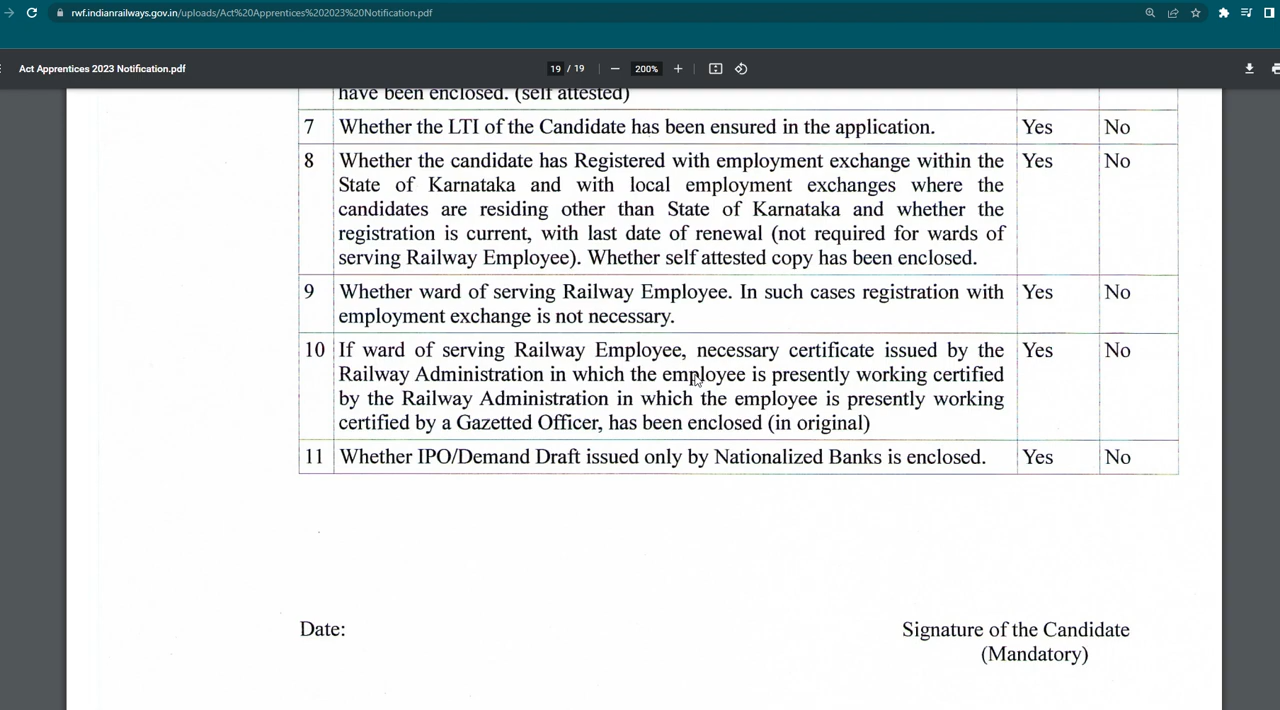 rwf.indianrailways.gov.in/uploads/Act%20Apprentices%202023%20Notification.pdf
Act Apprentices 2023 Notification.pdf
19 / 19
200%
have been enclosed. (self attested)
7 Whether the LTI of the Candidate has been ensured in the application. Yes No
8 Whether the candidate has Registered with employment exchange within the Yes No
State of Karnataka and with local employment exchanges where the
candidates are residing other than State of Karnataka and whether the
registration is current, with last date of renewal (not required for wards of
serving Railway Employee). Whether self attested copy has been enclosed.
9 Whether ward of serving Railway Employee. In such cases registration with Yes No
employment exchange is not necessary.
10 If ward of serving Railway Employee, necessary certificate issued by the Yes No
Railway Administration in which the employee is presently working certified
by the Railway Administration in which the employee is presently working
certified by a Gazetted Officer, has been enclosed (in original)
11 Whether IPO/Demand Draft issued only by Nationalized Banks is enclosed. Yes No
Date:
Signature of the Candidate
(Mandatory)